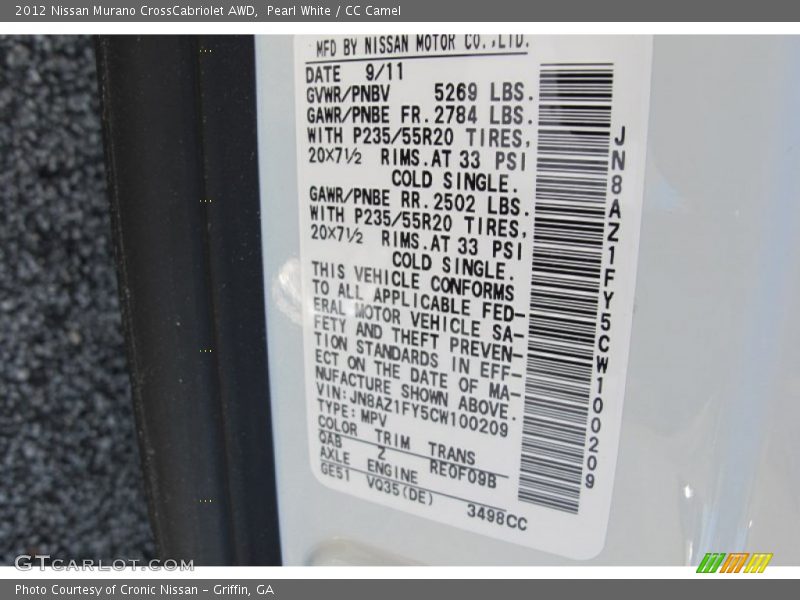 2012 Nissan Murano CrossCabriolet AWD, Pearl White / CC Camel
MFD BY NISSAN MOTOR CO.,LTD.
DATE 9/11
GVWR/PNBV 5269 LBS.
GAWR/PNBE FR. 2784 LBS.
WITH P235/55R20 TIRES,
20×7½ RIMS. AT 33 PSI
COLD SINGLE.
GAWR/PNBE RR. 2502 LBS.
WITH P235/55R20 TIRES,
20×7½ RIMS. AT 33 PSI
COLD SINGLE.
THIS VEHICLE CONFORMS
TO ALL APPLICABLE FED-
ERAL MOTOR VEHICLE SA-
FETY AND THEFT PREVEN-
TION STANDARDS IN EFF-
ECT ON THE DATE OF MA-
NUFACTURE SHOWN ABOVE.
VIN:JN8AZ1FY5CW100209
TYPE:MPV
COLOR TRIM TRANS
QAB Z RE0F09B
AXLE ENGINE
GE51 VQ35(DE) 3498CC
JN8AZ1FY5CW100209
GTCARLOT.COM
Photo Courtesy of Cronic Nissan – Griffin, GA